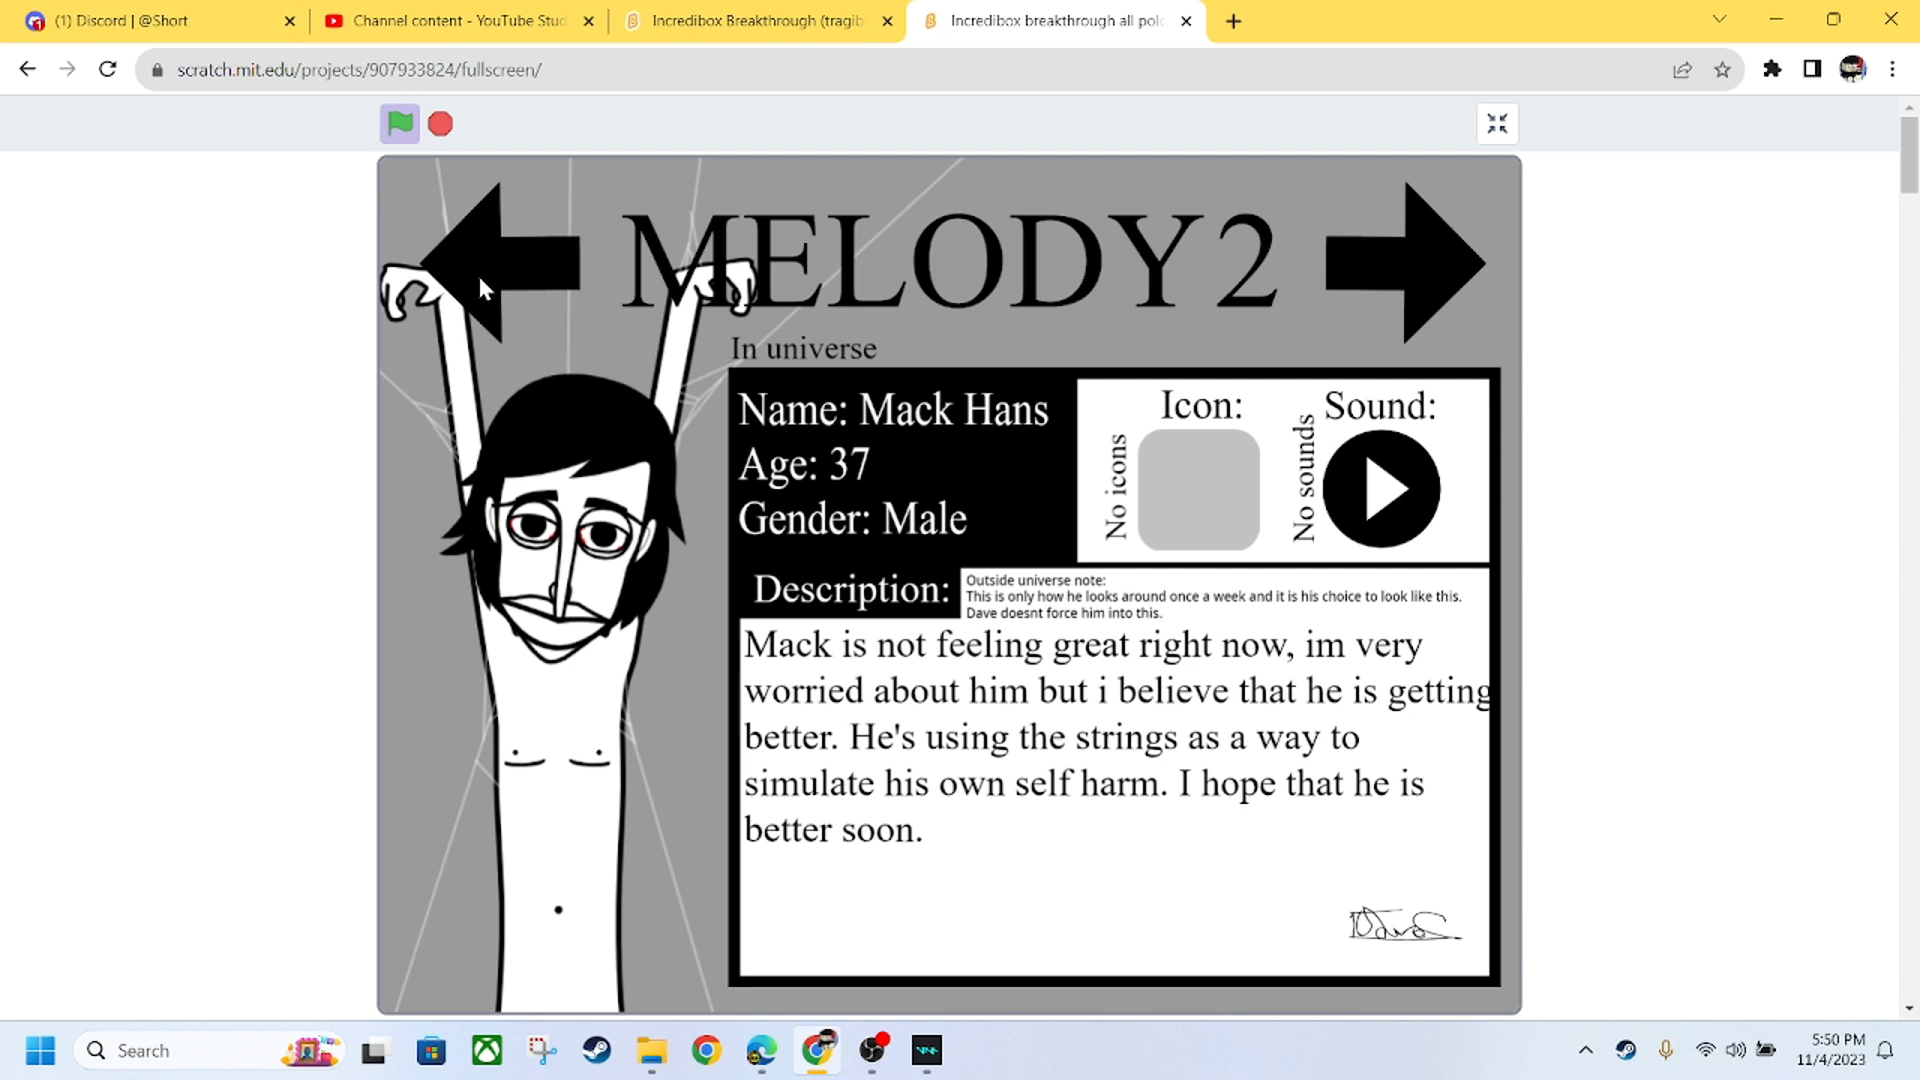 (1) Discord | @Short
Channel content - YouTube Stud
Incredibox Breakthrough (tragib
Incredibox breakthrough all pol
scratch.mit.edu/projects/907933824/fullscreen/
MELODY2
In universe
Name: Mack Hans
Age: 37
Gender: Male
No icons
Icon:
No sounds
Sound:
Description:
Outside universe note:
This is only how he looks around once a week and it is his choice to look like this.
Dave doesnt force him into this.
Mack is not feeling great right now, im very
worried about him but i believe that he is getting
better. He's using the strings as a way to
simulate his own self harm. I hope that he is
better soon.
Search
5:50 PM
11/4/2023